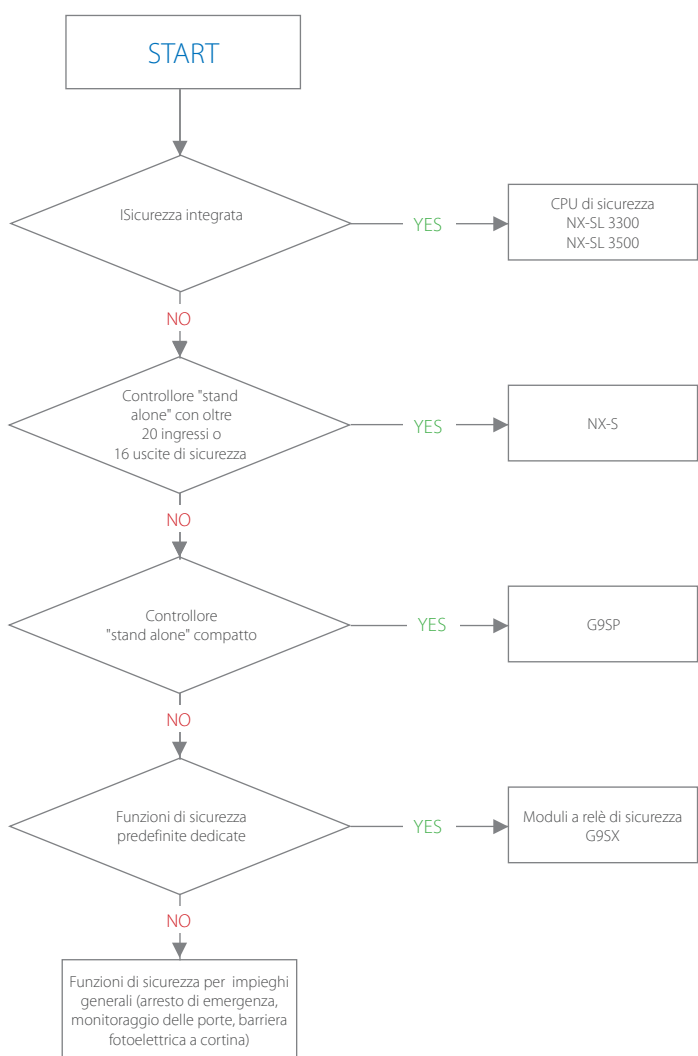 START
ISicurezza integrata
YES
CPU di sicurezza
NX-SL 3300
NX-SL 3500
NO
Controllore "stand
alone" con oltre
20 ingressi o
16 uscite di sicurezza
YES
NX-S
NO
Controllore
"stand alone" compatto
YES
G9SP
NO
Funzioni di sicurezza
predefinite dedicate
YES
Moduli a relè di sicurezza
G9SX
NO
Funzioni di sicurezza per impieghi
generali (arresto di emergenza,
monitoraggio delle porte, barriera
fotoelettrica a cortina)